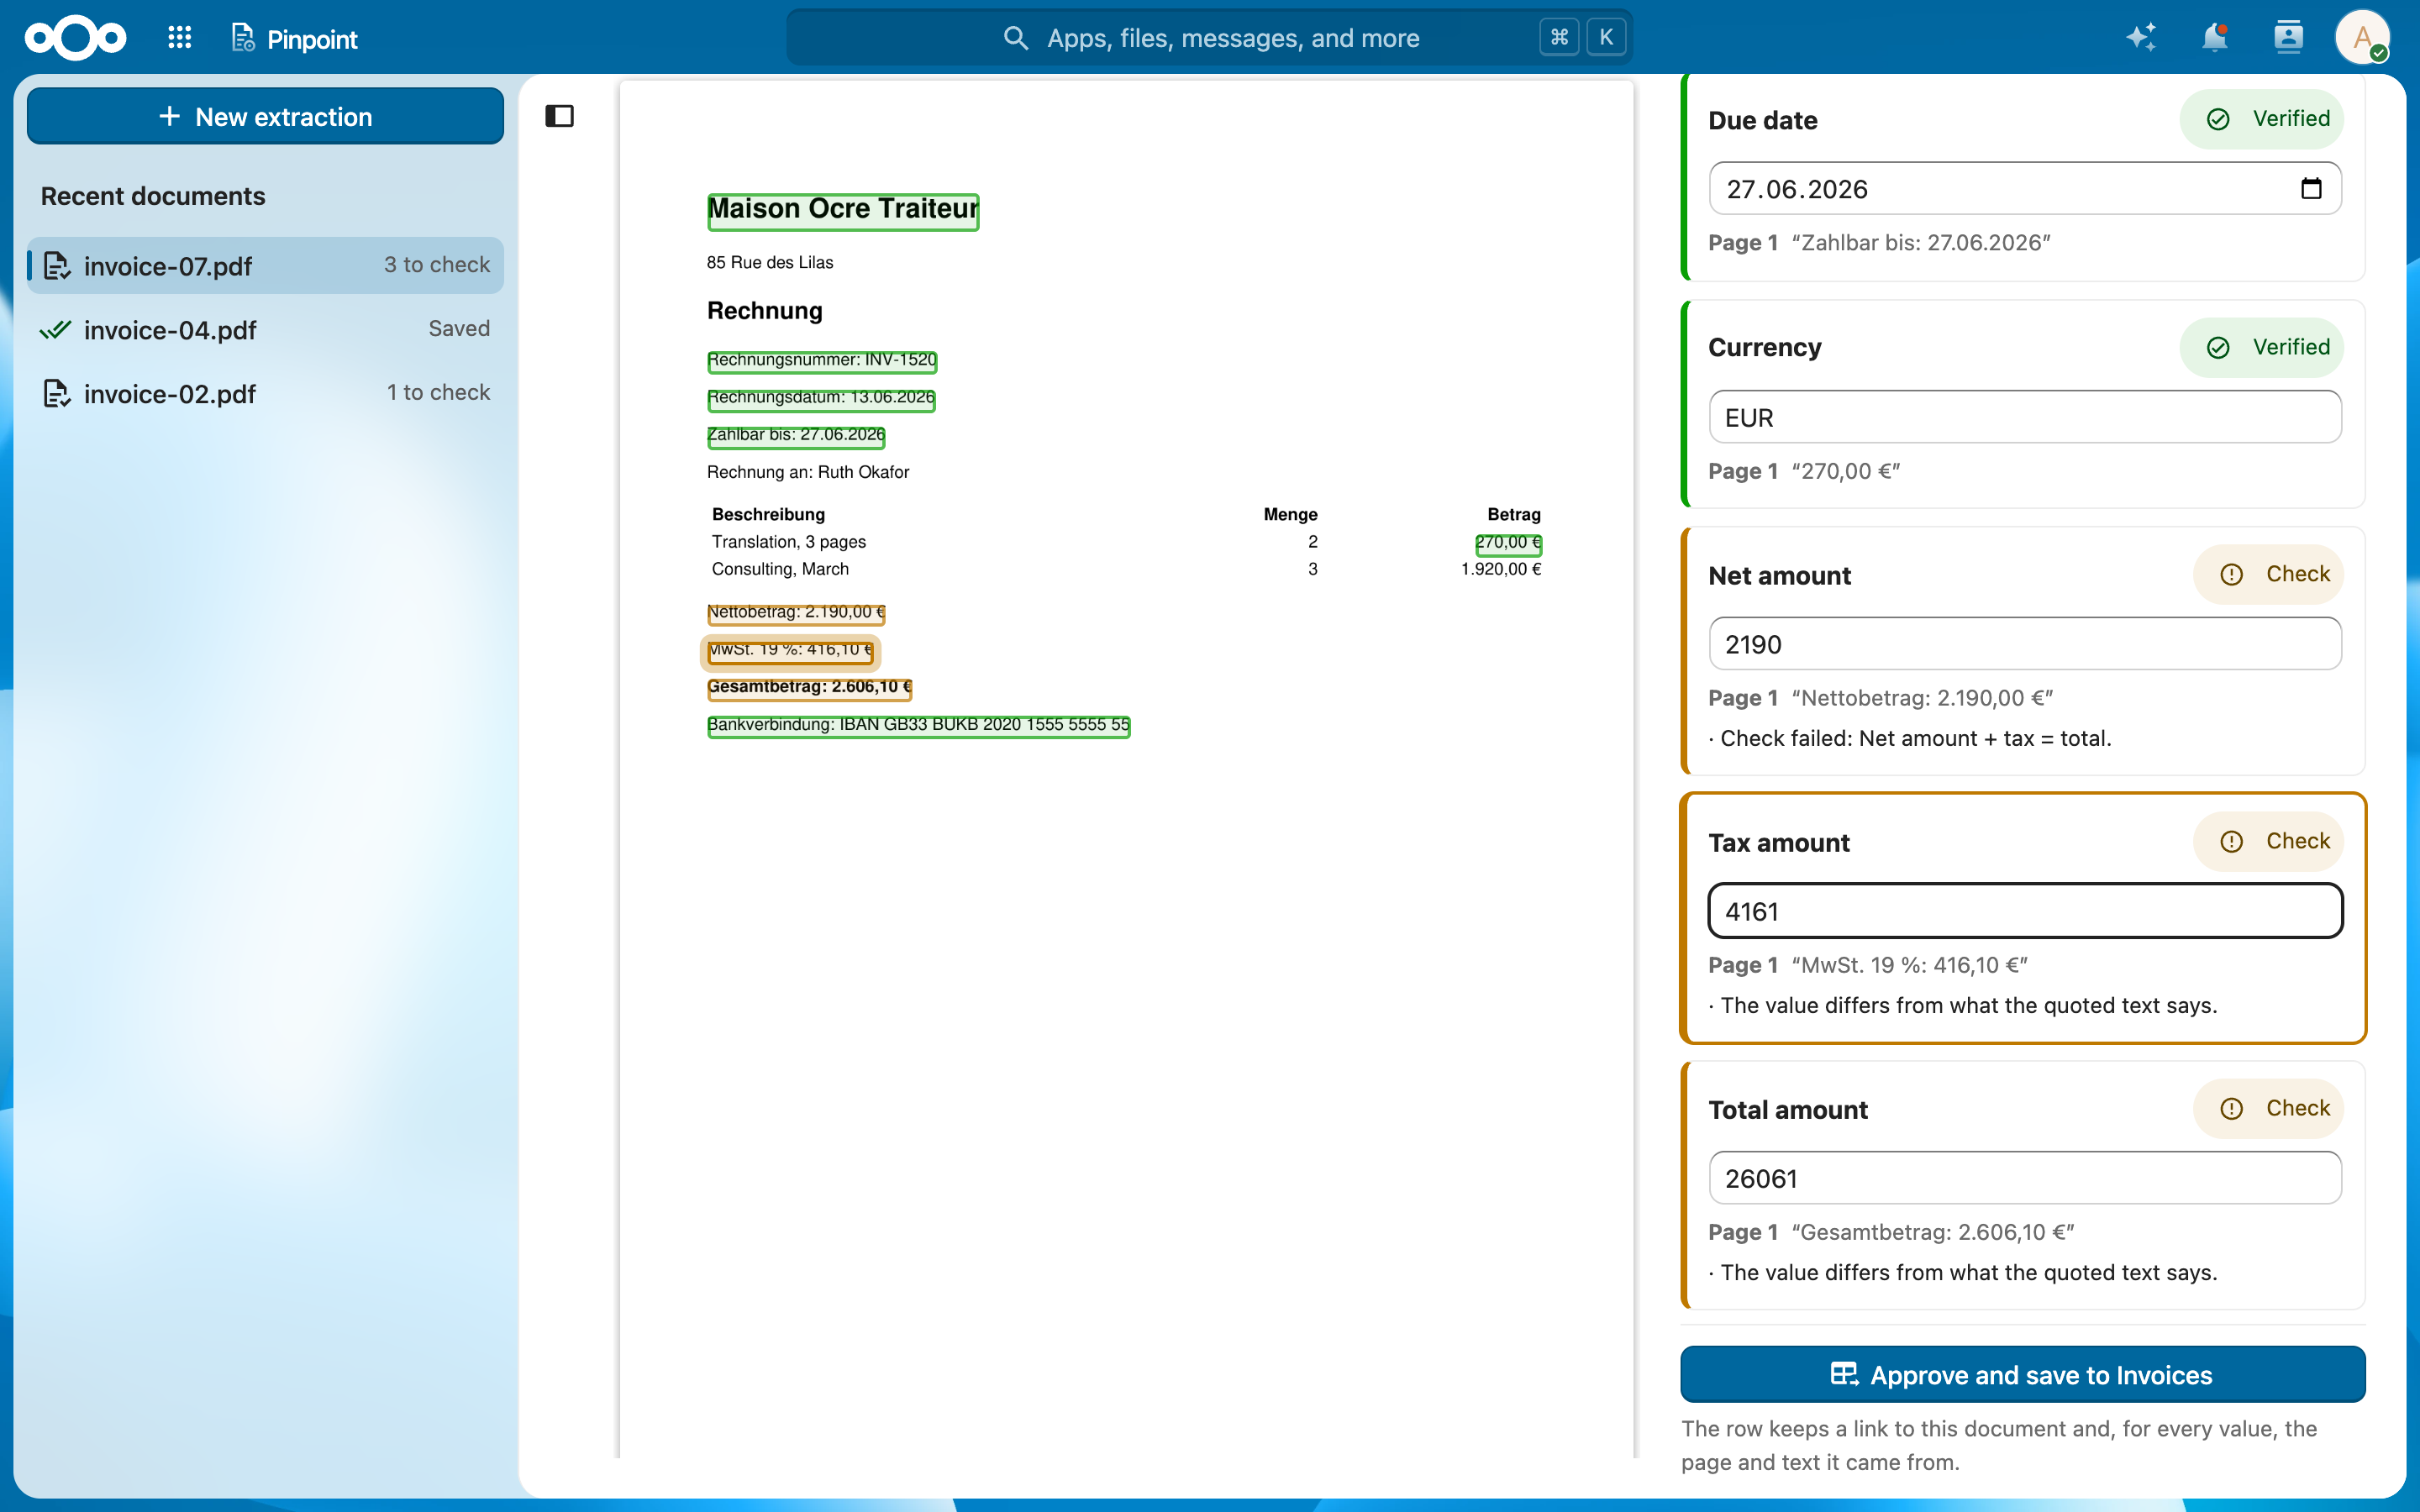 Pinpoint
Apps, files, messages, and more
⌘ K
A
+ New extraction
Recent documents
invoice-07.pdf 3 to check
invoice-04.pdf Saved
invoice-02.pdf 1 to check
Maison Ocre Traiteur
85 Rue des Lilas
Rechnung
Rechnungsnummer: INV-1520
Rechnungsdatum: 13.06.2026
Zahlbar bis: 27.06.2026
Rechnung an: Ruth Okafor
Beschreibung Menge Betrag
Translation, 3 pages 2 270,00 €
Consulting, March 3 1.920,00 €
Nettobetrag: 2.190,00 €
MwSt. 19 %: 416,10 €
Gesamtbetrag: 2.606,10 €
Bankverbindung: IBAN GB33 BUKB 2020 1555 5555 55
Due date Verified
27.06.2026
Page 1 “Zahlbar bis: 27.06.2026”
Currency Verified
EUR
Page 1 “270,00 €”
Net amount Check
2190
Page 1 “Nettobetrag: 2.190,00 €”
· Check failed: Net amount + tax = total.
Tax amount Check
4161
Page 1 “MwSt. 19 %: 416,10 €”
· The value differs from what the quoted text says.
Total amount Check
26061
Page 1 “Gesamtbetrag: 2.606,10 €”
· The value differs from what the quoted text says.
Approve and save to Invoices
The row keeps a link to this document and, for every value, the
page and text it came from.